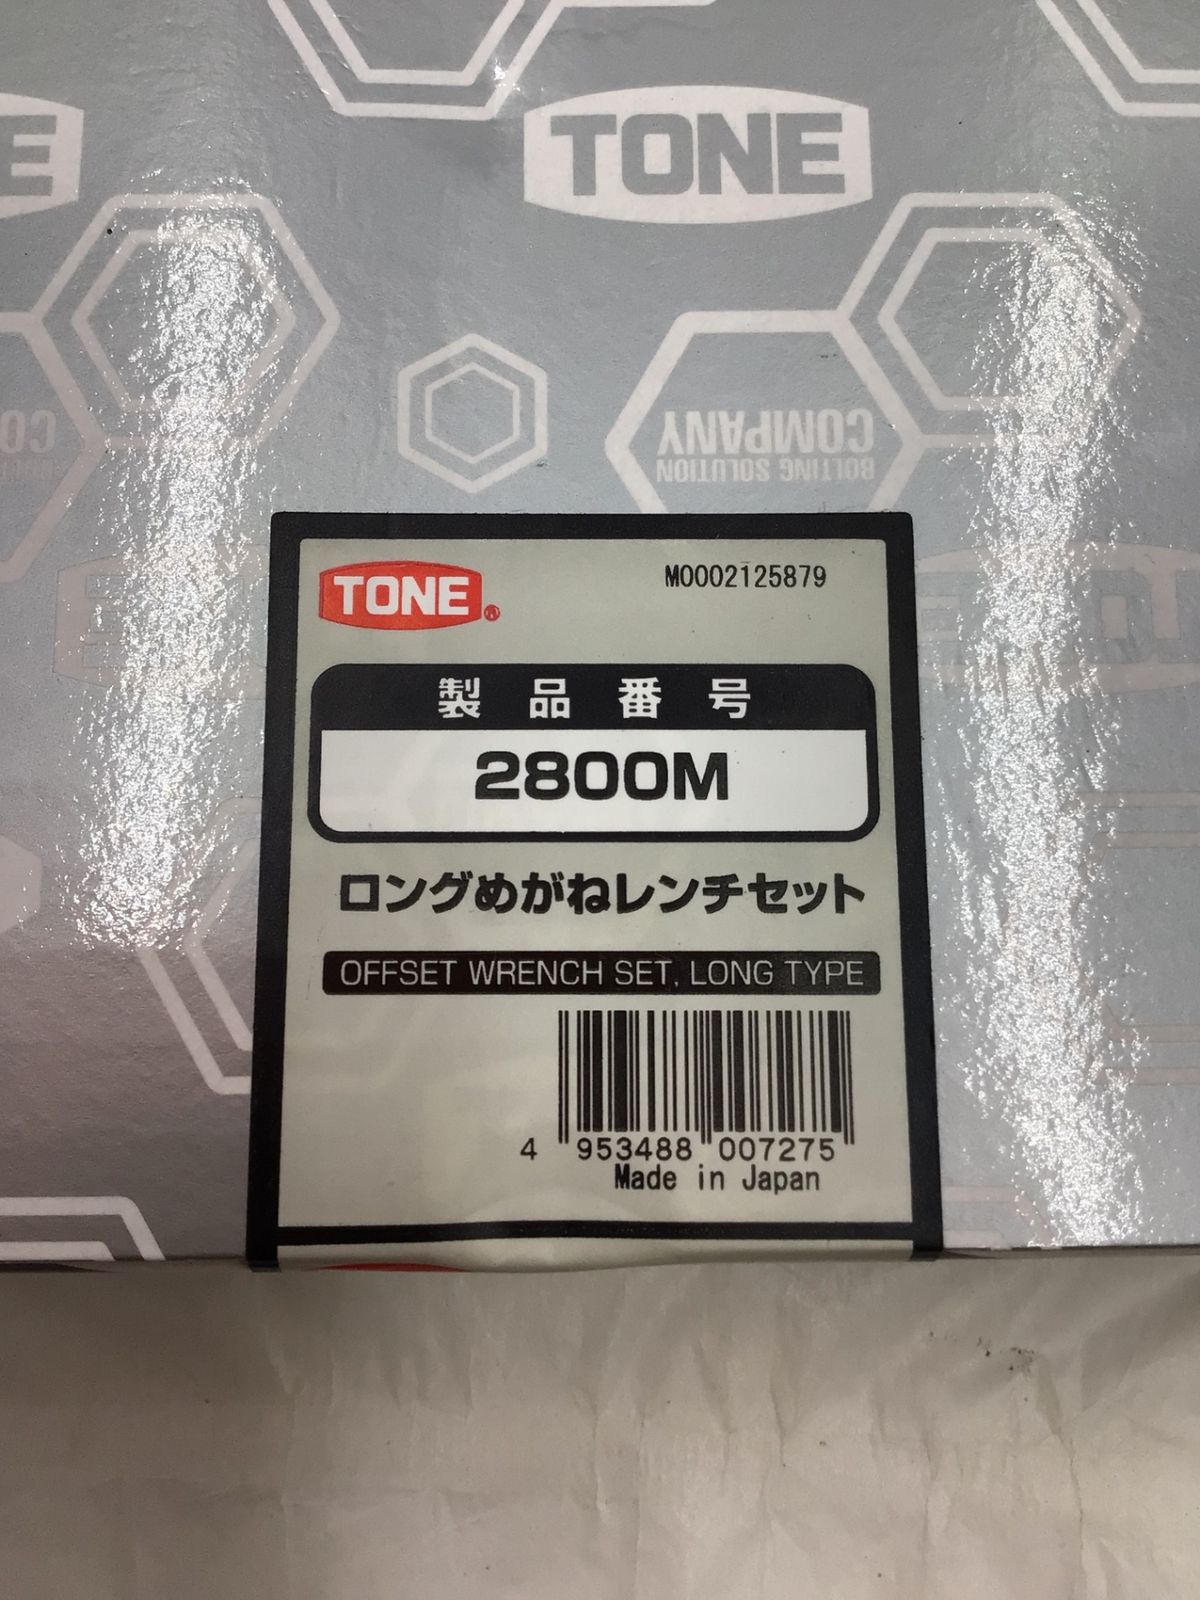 TONE
COMPANY
BOLTING SOLUTION
TONE
M0002125879
製品番号
2800M
ロングめがねレンチセット
OFFSET WRENCH SET, LONG TYPE
4 953488 007275
Made in Japan